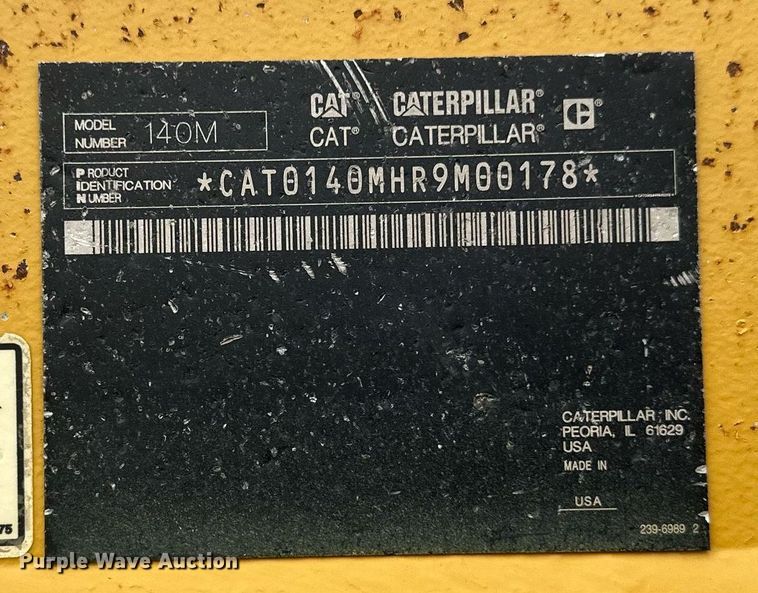 CAT® CATERPILLAR® ®
CAT® CATERPILLAR®
MODEL NUMBER 140M
PRODUCT IDENTIFICATION NUMBER
*CAT0140MHR9M00178*
CATERPILLAR INC.
PEORIA, IL 61629
USA
MADE IN
USA
239-6989 2
75
Purple Wave Auction